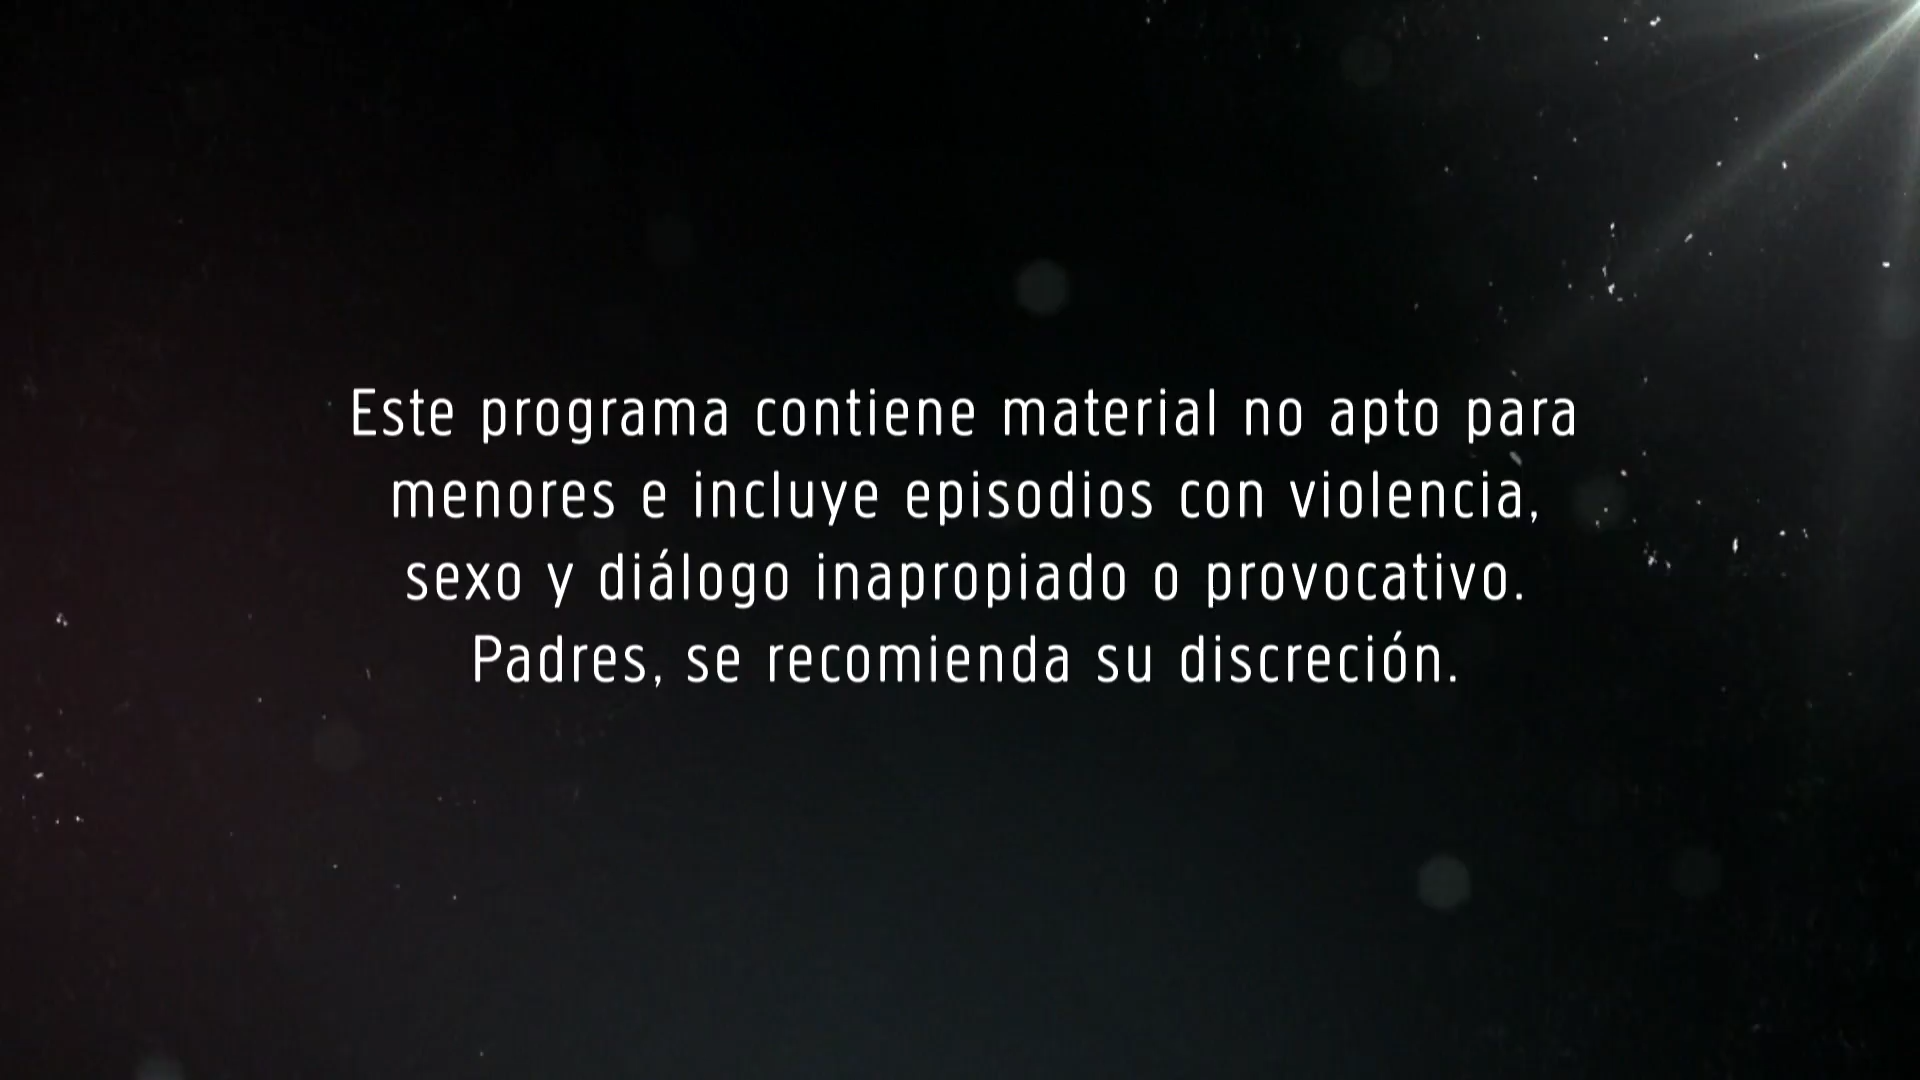 Este programa contiene material no apto para
menores e incluye episodios con violencia,
sexo y diálogo inapropiado o provocativo.
Padres, se recomienda su discreción.